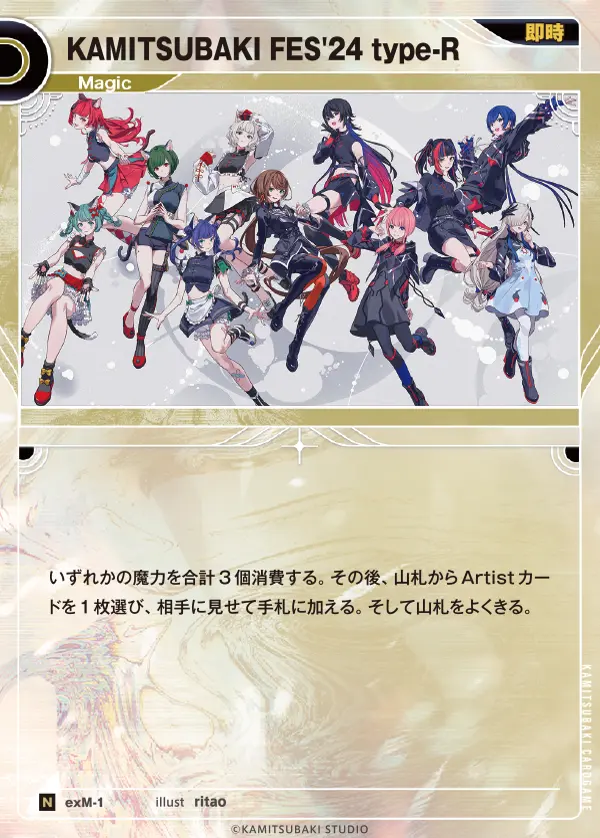 即時
KAMITSUBAKI FES'24 type-R
Magic
いずれかの魔力を合計3個消費する。その後、山札からArtistカー
ドを1枚選び、相手に見せて手札に加える。そして山札をよくきる。
KAMITSUBAKI CARDGAME
N exM-1 illust ritao
©KAMITSUBAKI STUDIO